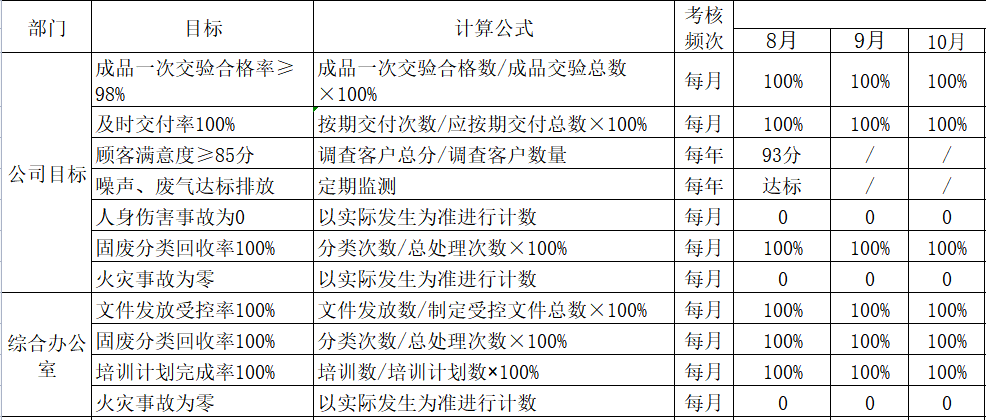 部门 目标 计算公式 考核频次 8月 9月 10月
公司目标
成品一次交验合格率≥98% 成品一次交验合格数/成品交验总数×100% 每月 100% 100% 100%
及时交付率100% 按期交付次数/应按期交付总数×100% 每月 100% 100% 100%
顾客满意度≥85分 调查客户总分/调查客户数量 每年 93分 / /
噪声、废气达标排放 定期监测 每年 达标 / /
人身伤害事故为0 以实际发生为准进行计数 每月 0 0 0
固废分类回收率100% 分类次数/总处理次数×100% 每月 100% 100% 100%
火灾事故为零 以实际发生为准进行计数 每月 0 0 0
综合办公室
文件发放受控率100% 文件发放数/制定受控文件总数×100% 每月 100% 100% 100%
固废分类回收率100% 分类次数/总处理次数×100% 每月 100% 100% 100%
培训计划完成率100% 培训数/培训计划数×100% 每月 100% 100% 100%
火灾事故为零 以实际发生为准进行计数 每月 0 0 0